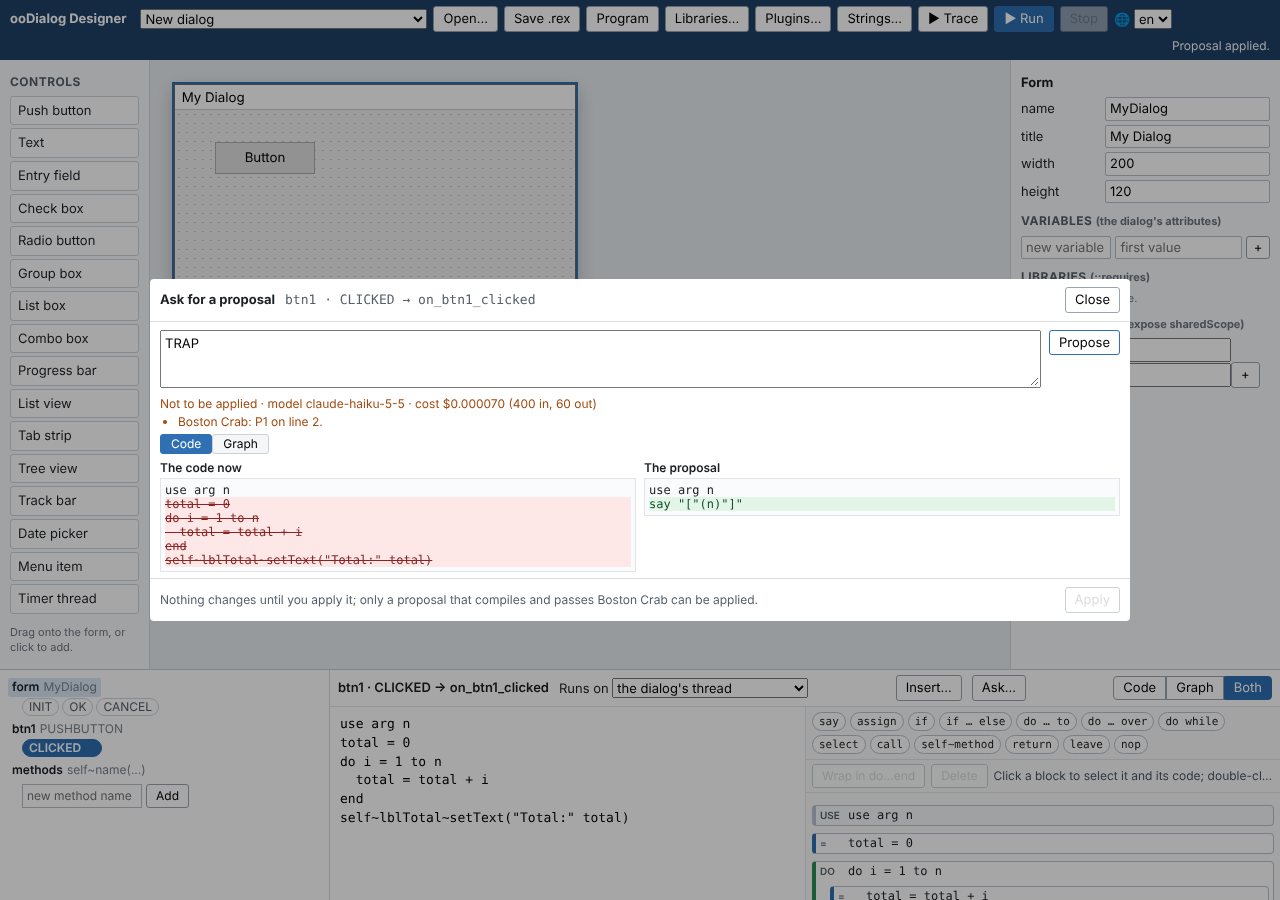 ooDialog Designer New dialog Open... Save .rex Program Libraries... Plugins... Strings... ▶ Trace ▶ Run Stop 🌐 en
Proposal applied.
CONTROLS
Push button
Text
Entry field
Check box
Radio button
Group box
List box
Combo box
Progress bar
List view
Tab strip
Tree view
Track bar
Date picker
Menu item
Timer thread
Drag onto the form, or
click to add.
My Dialog
Button
Form
name MyDialog
title My Dialog
width 200
height 120
VARIABLES (the dialog's attributes)
new variable first value +
LIBRARIES (::requires)
e.
expose sharedScope)
+
Ask for a proposal btn1 · CLICKED → on_btn1_clicked Close
TRAP
Propose
Not to be applied · model claude-haiku-5-5 · cost $0.000070 (400 in, 60 out)
• Boston Crab: P1 on line 2.
Code Graph
The code now
use arg n
total = 0
do i = 1 to n
total = total + i
end
self~lblTotal~setText("Total:" total)
The proposal
use arg n
say "["(n)"]"
Nothing changes until you apply it; only a proposal that compiles and passes Boston Crab can be applied. Apply
form MyDialog
INIT OK CANCEL
btn1 PUSHBUTTON
CLICKED
methods self~name(...)
new method name Add
btn1 · CLICKED → on_btn1_clicked Runs on the dialog's thread Insert... Ask... Code Graph Both
use arg n
total = 0
do i = 1 to n
  total = total + i
end
self~lblTotal~setText("Total:" total)
say assign if if … else do … to do … over do while
select call self~method return leave nop
Wrap in do...end Delete Click a block to select it and its code; double-cl...
USE use arg n
= total = 0
DO do i = 1 to n
= total = total + i